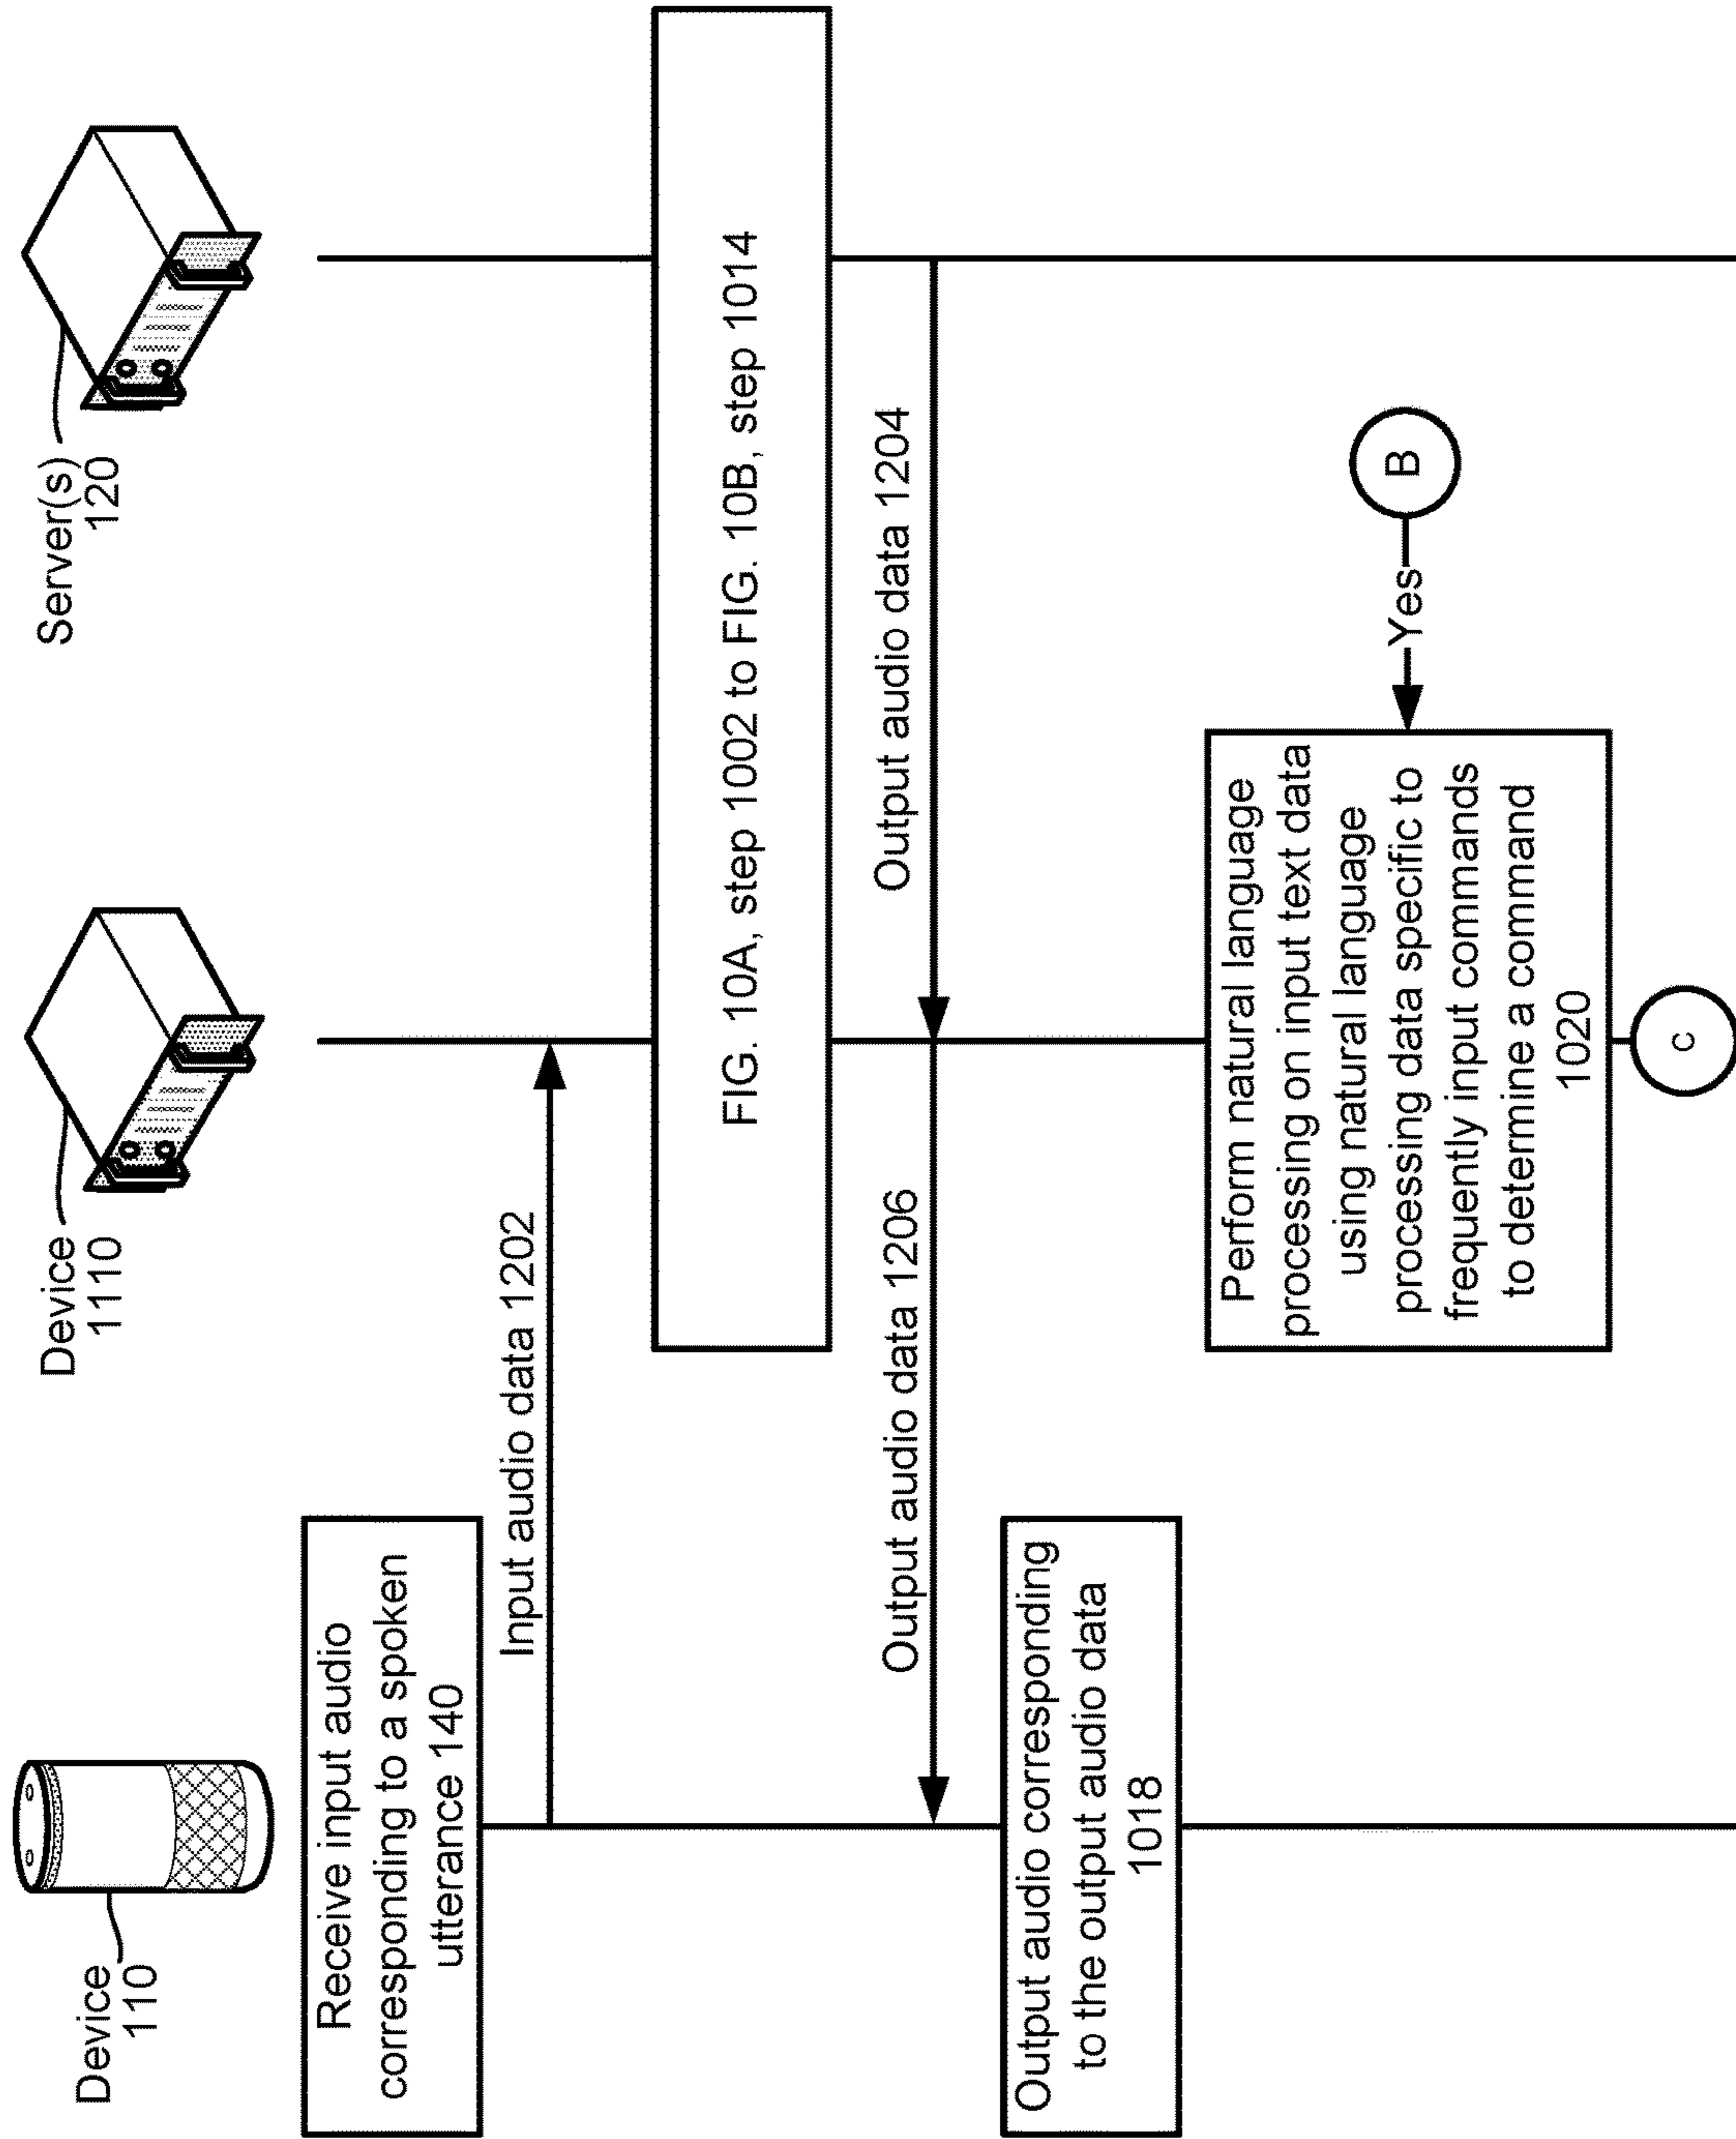 Device
110
Device
1110
Server(s)
120
Receive input audio
corresponding to a spoken
utterance 140
Input audio data 1202
FIG. 10A, step 1002 to FIG. 10B, step 1014
Output audio data 1204
Output audio data 1206
Output audio corresponding
to the output audio data
1018
Perform natural language
processing on input text data
using natural language
processing data specific to
frequently input commands
to determine a command
1020
Yes
B
C